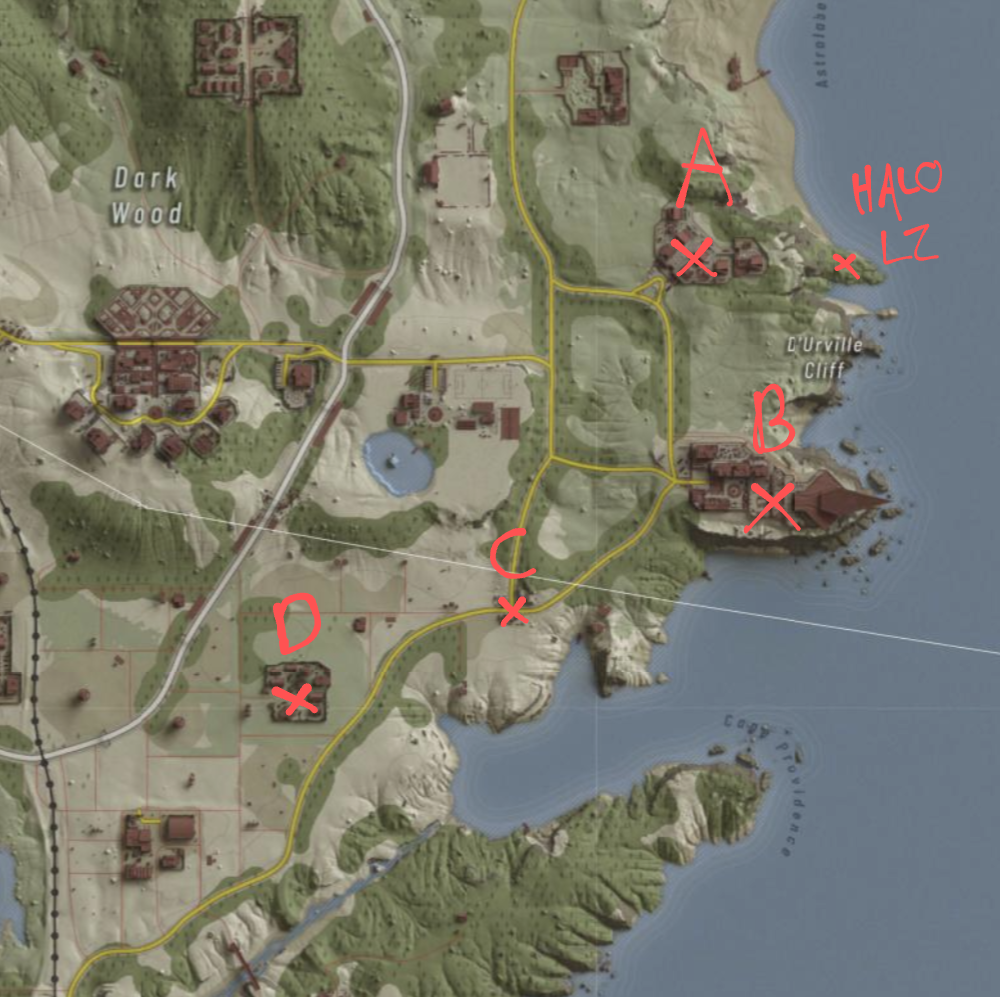 Astrolabe
Dark
Wood
A
HALO
LZ
D'Urville
Cliff
B
C
D
Cape Providence